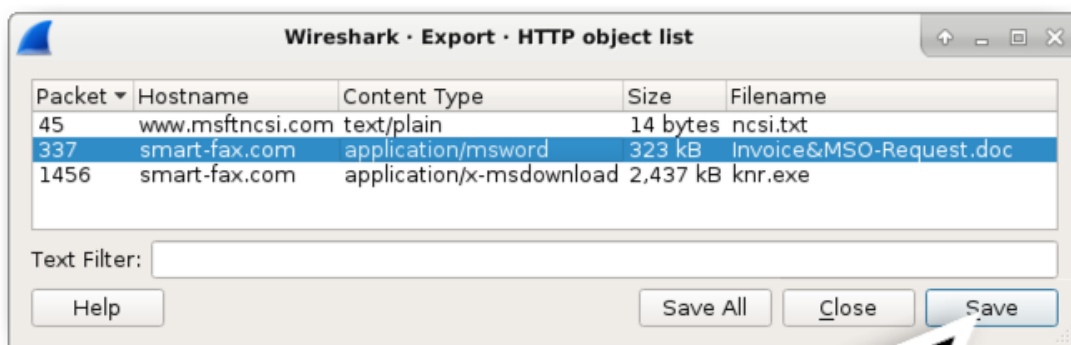 Wireshark · Export · HTTP object list
Packet Hostname Content Type Size Filename
45 www.msftncsi.com text/plain 14 bytes ncsi.txt
337 smart-fax.com application/msword 323 kB Invoice&MSO-Request.doc
1456 smart-fax.com application/x-msdownload 2,437 kB knr.exe
Text Filter:
Help Save All Close Save